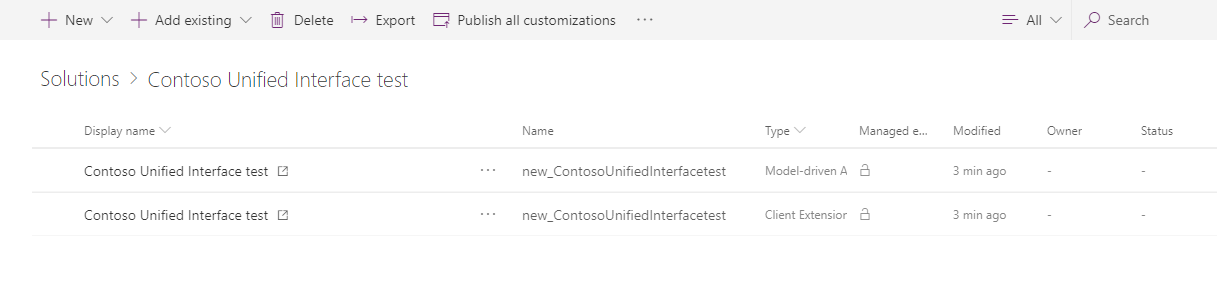 New Add existing Delete Export Publish all customizations ... All Search
Solutions > Contoso Unified Interface test
Display name Name Type Managed e... Modified Owner Status
Contoso Unified Interface test ... new_ContosoUnifiedInterfacetest Model-driven A 3 min ago - -
Contoso Unified Interface test ... new_ContosoUnifiedInterfacetest Client Extension 3 min ago - -